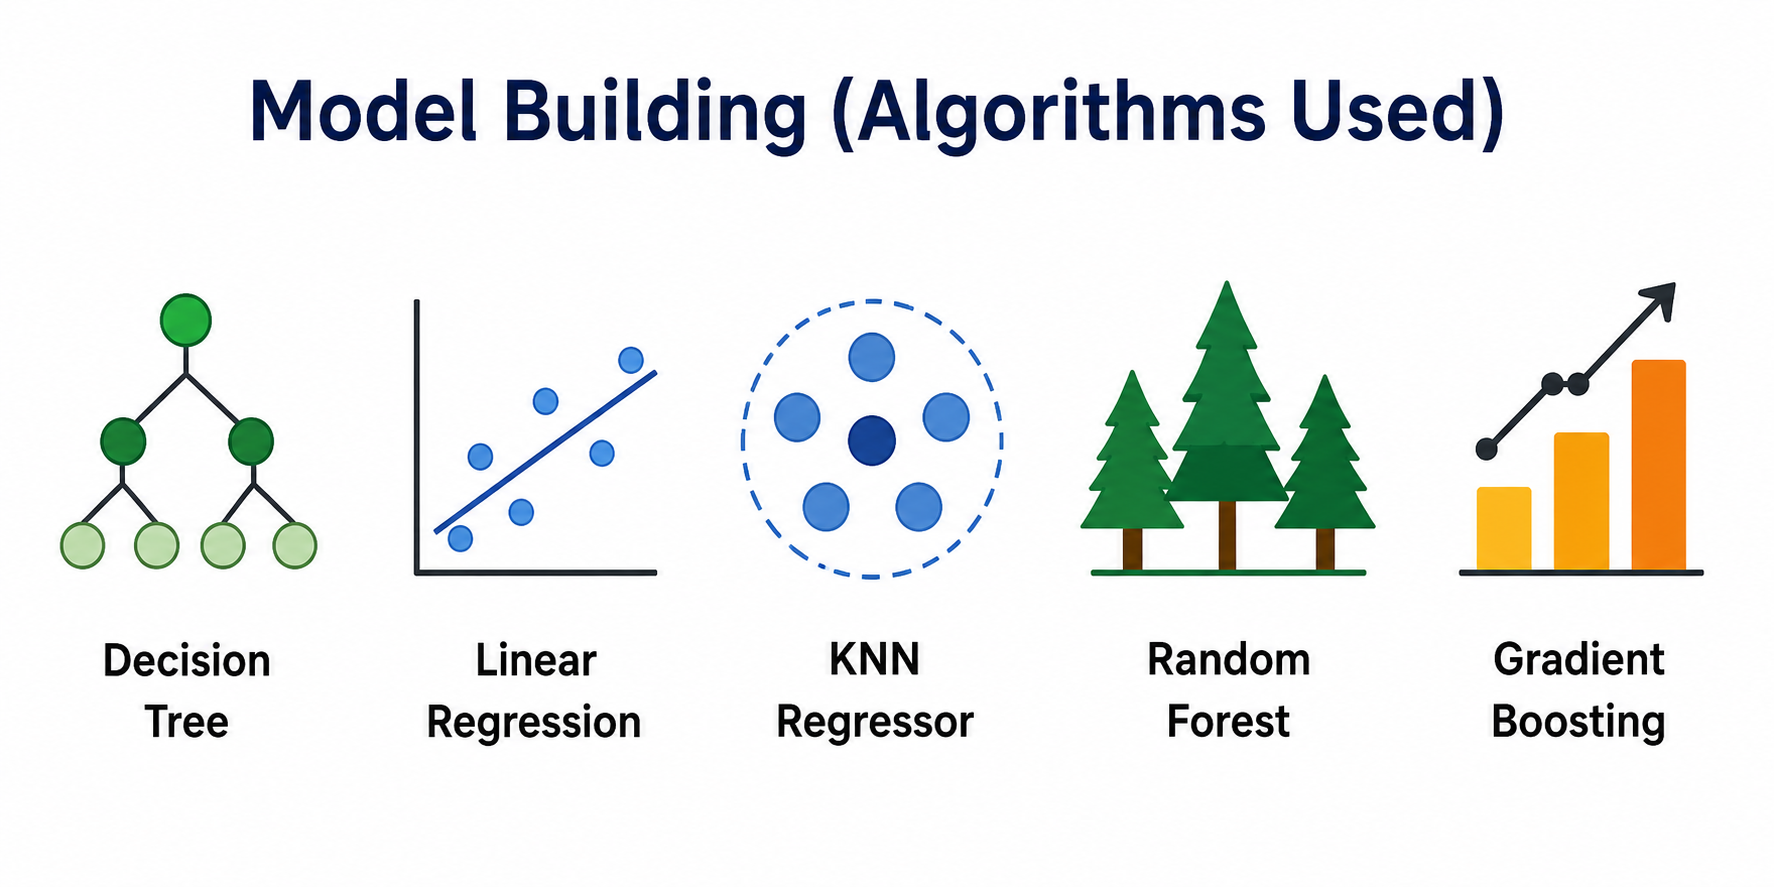 Model Building (Algorithms Used)
Decision
Tree
Linear
Regression
KNN
Regressor
Random
Forest
Gradient
Boosting